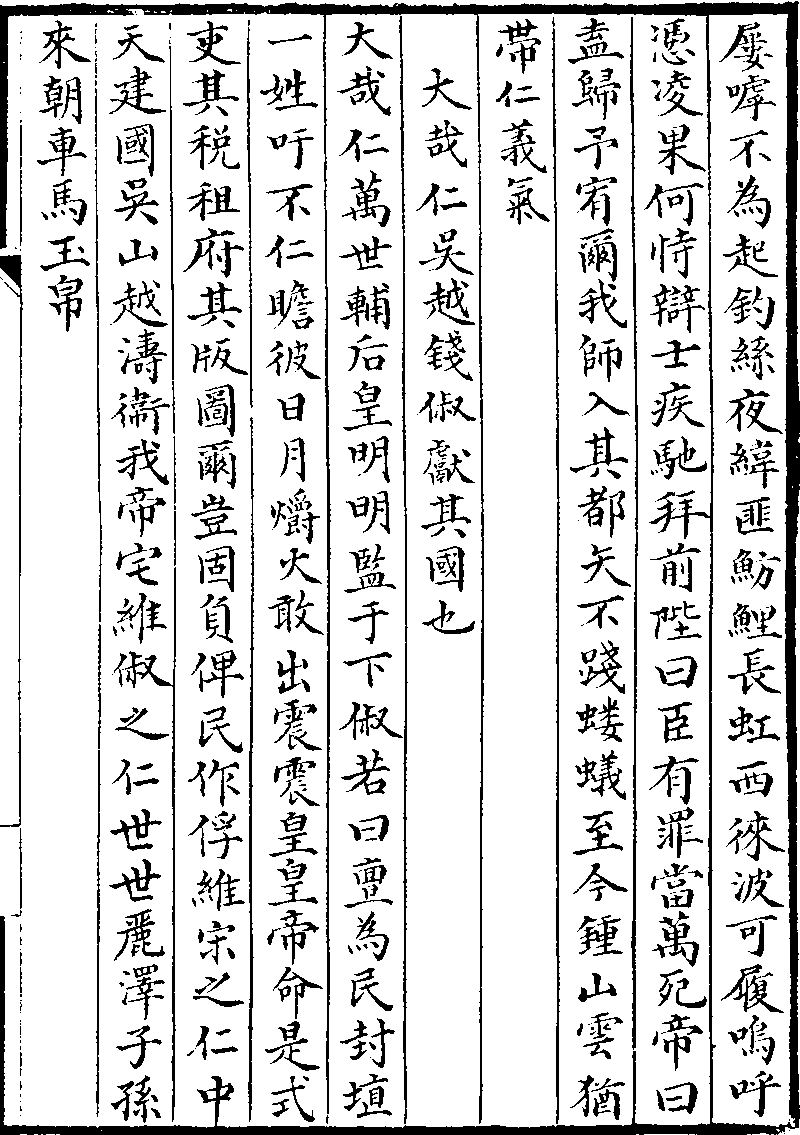 屢嘑不為起釣絲夜緯匪魴鯉長虹西徠波可履嗚呼
憑凌果何恃辯士疾馳拜前陛曰臣有罪當萬死帝曰
盍歸予宥爾我師入其都矢不踐螻蟻至今鍾山雲猶
帶仁義氣
大哉仁吳越錢俶獻其國也
大哉仁萬世輔后皇明明監于下俶若曰亶為民封埴
一姓吁不仁瞻彼日月爝火敢出震震皇皇帝命是式
吏其稅租府其版圖爾豈固負俾民作俘維宋之仁中
天建國吳山越濤衞我帝宅維俶之仁世世麗澤子孫
來朝車馬玉帛